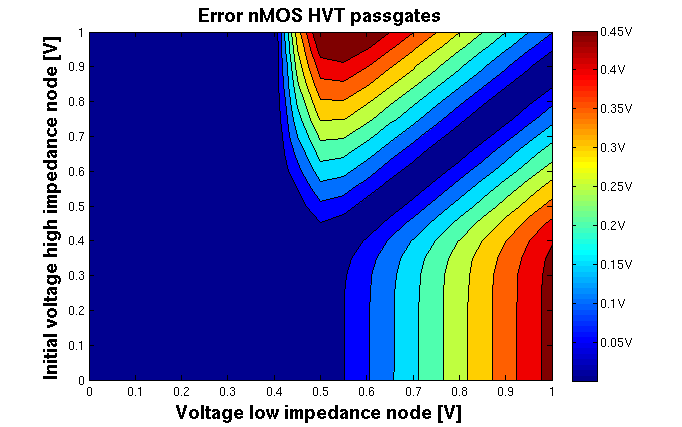 Error nMOS HVT passgates
Initial voltage high impedance node [V]
1
0.9
0.8
0.7
0.6
0.5
0.4
0.3
0.2
0.1
0
0 0.1 0.2 0.3 0.4 0.5 0.6 0.7 0.8 0.9 1
Voltage low impedance node [V]
0.45V
0.4V
0.35V
0.3V
0.25V
0.2V
0.15V
0.1V
0.05V